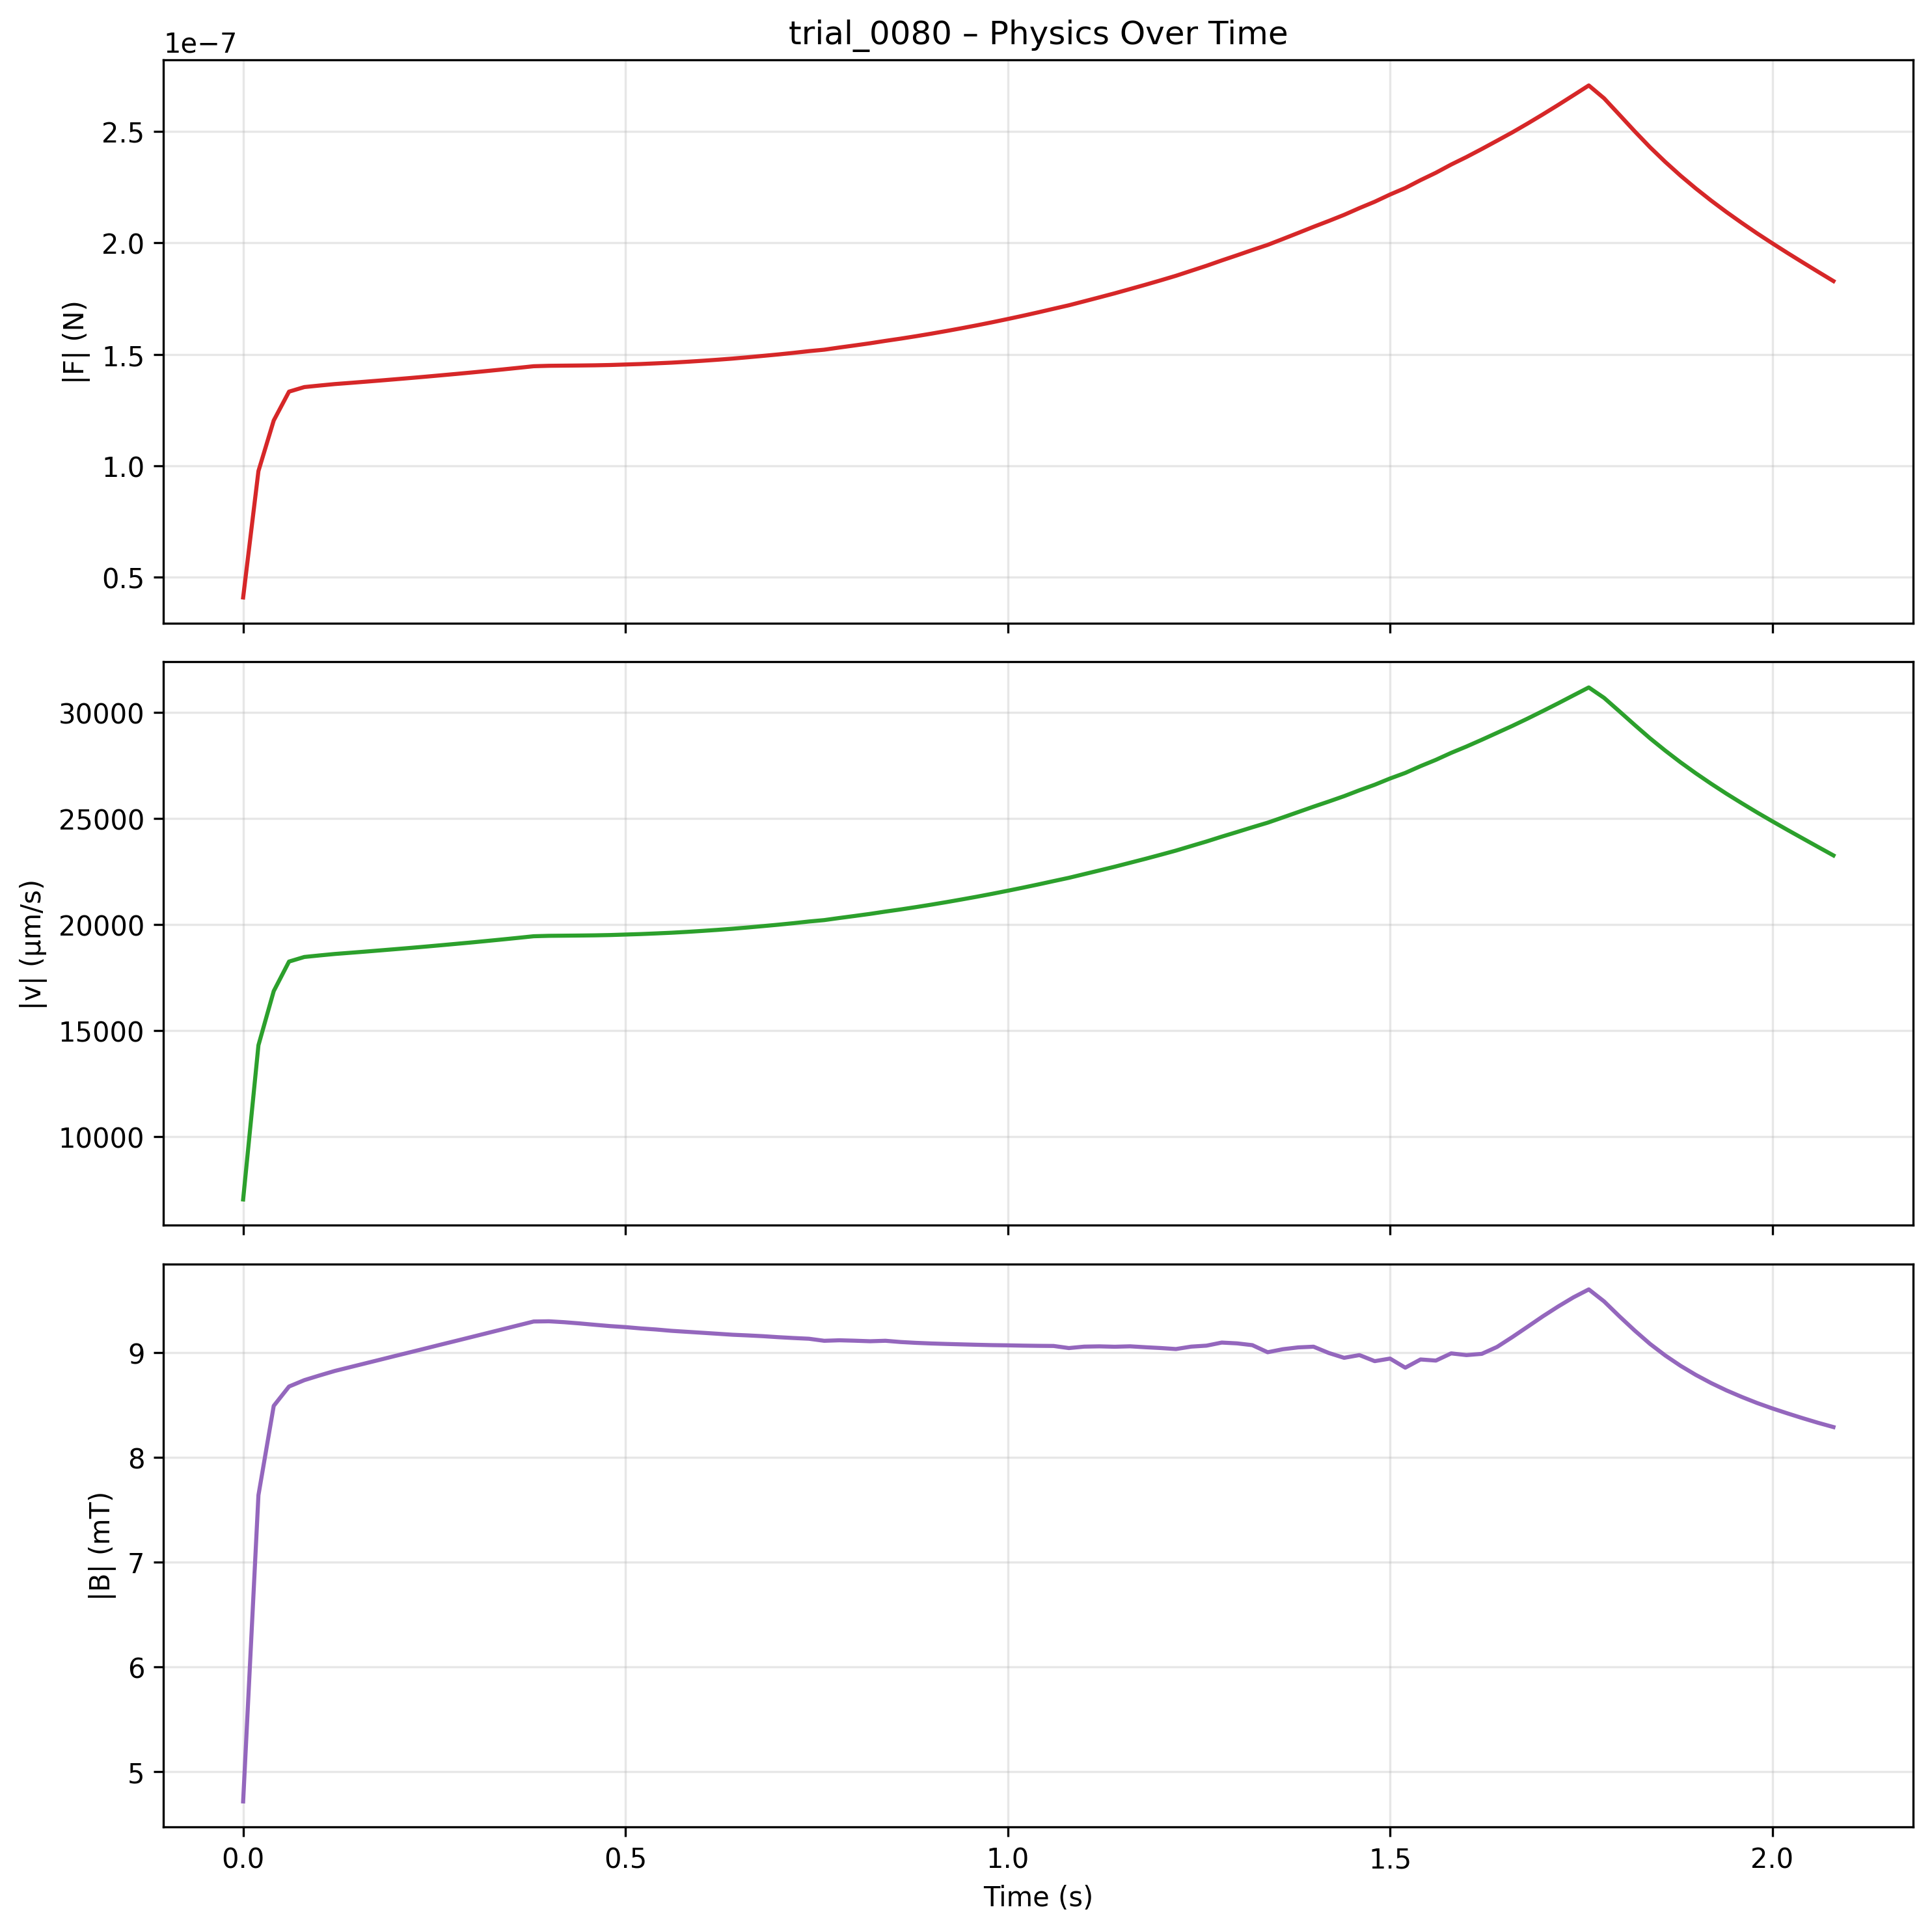 trial_0080 – Physics Over Time
1e−7
2.5
2.0
1.5
1.0
0.5
|F| (N)
30000
25000
20000
15000
10000
|v| (µm/s)
9
8
7
6
5
|B| (mT)
0.0 0.5 1.0 1.5 2.0
Time (s)